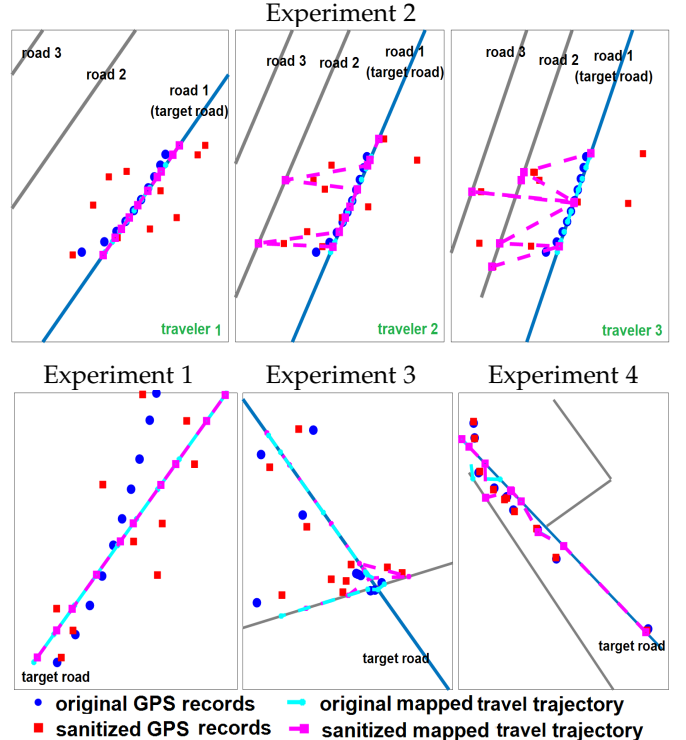 Experiment 2
road 3
road 2
road 1
(target road)
traveler 1
road 3
road 2
road 1
(target road)
traveler 2
road 3
road 2
road 1
(target road)
traveler 3
Experiment 1
Experiment 3
Experiment 4
target road
target road
target road
original GPS records
original mapped travel trajectory
sanitized GPS records
sanitized mapped travel trajectory